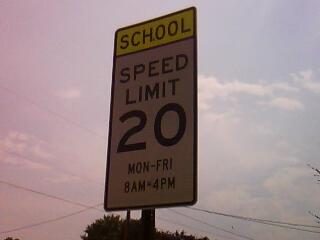 SCHOOL
SPEED
LIMIT
20
MON-FRI
8AM-4PM